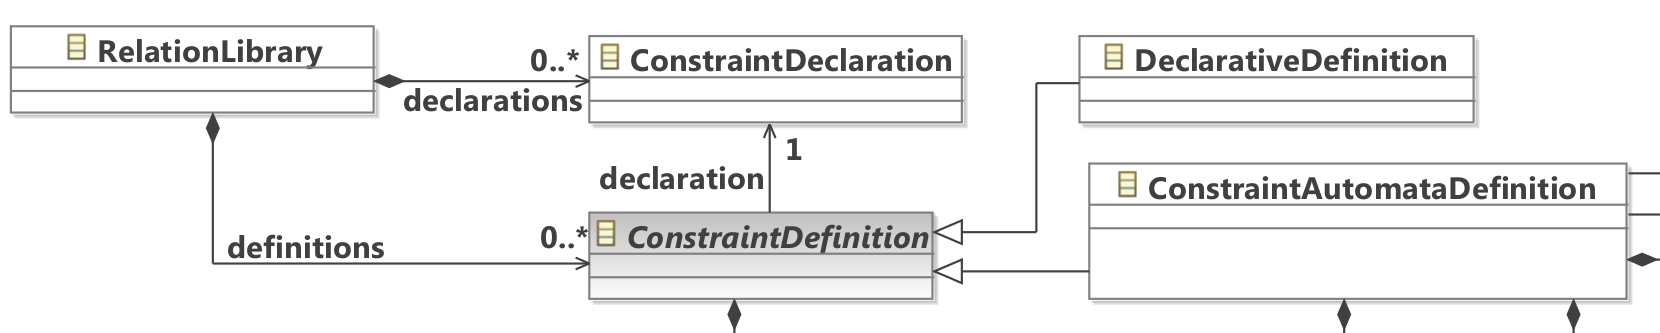 RelationLibrary
0..*
declarations
ConstraintDeclaration
DeclarativeDefinition
1
declaration
ConstraintAutomataDefinition
definitions
0..*
ConstraintDefinition